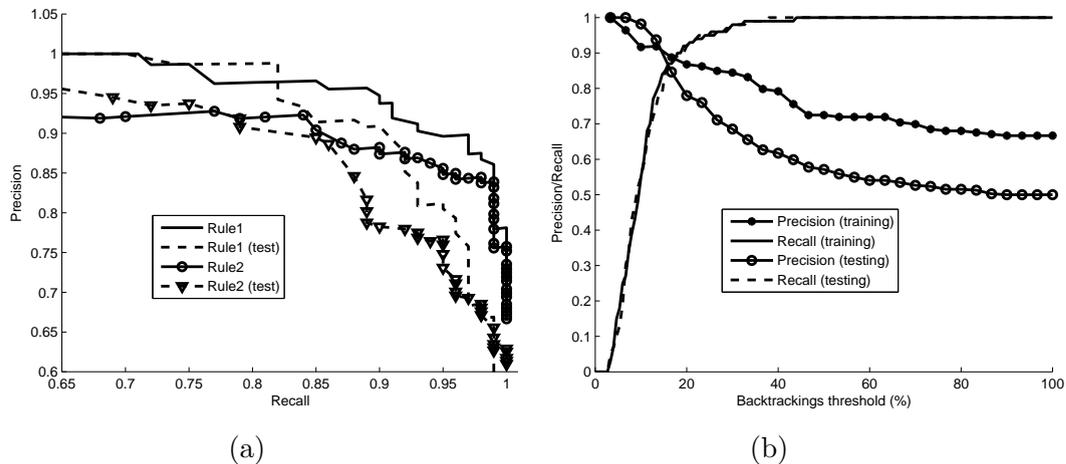 1.05
1
0.95
0.9
0.85
0.8
0.75
0.7
0.65
0.6
Precision
0.65 0.7 0.75 0.8 0.85 0.9 0.95 1
Recall
Rule1
Rule1 (test)
Rule2
Rule2 (test)
(a)
1
0.9
0.8
0.7
0.6
0.5
0.4
0.3
0.2
0.1
0
Precision/Recall
0 20 40 60 80 100
Backtrackings threshold (%)
Precision (training)
Recall (training)
Precision (testing)
Recall (testing)
(b)